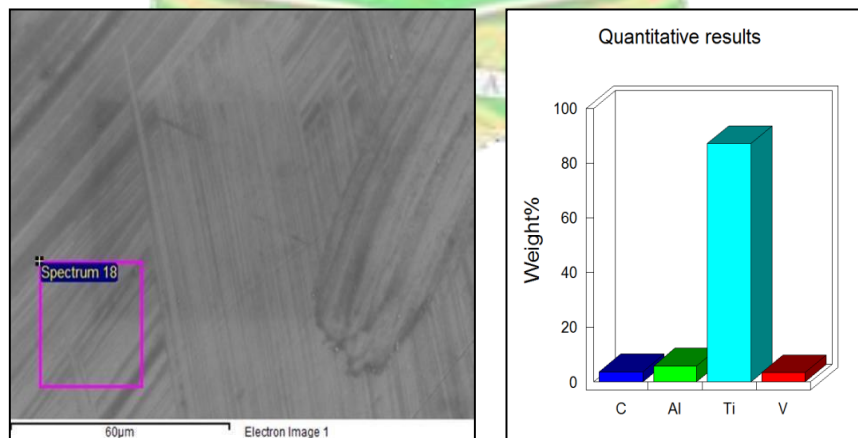 Spectrum 18
60μm
Electron Image 1
Quantitative results
Weight%
100
80
60
40
20
0
C Al Ti V